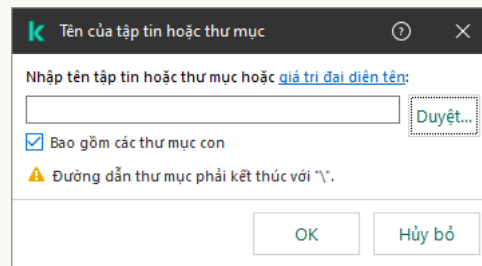 Tên của tập tin hoặc thư mục
Nhập tên tập tin hoặc thư mục hoặc giá trị đại diện tên:
Duyệt...
Bao gồm các thư mục con
Đường dẫn thư mục phải kết thúc với "\".
OK Hủy bỏ